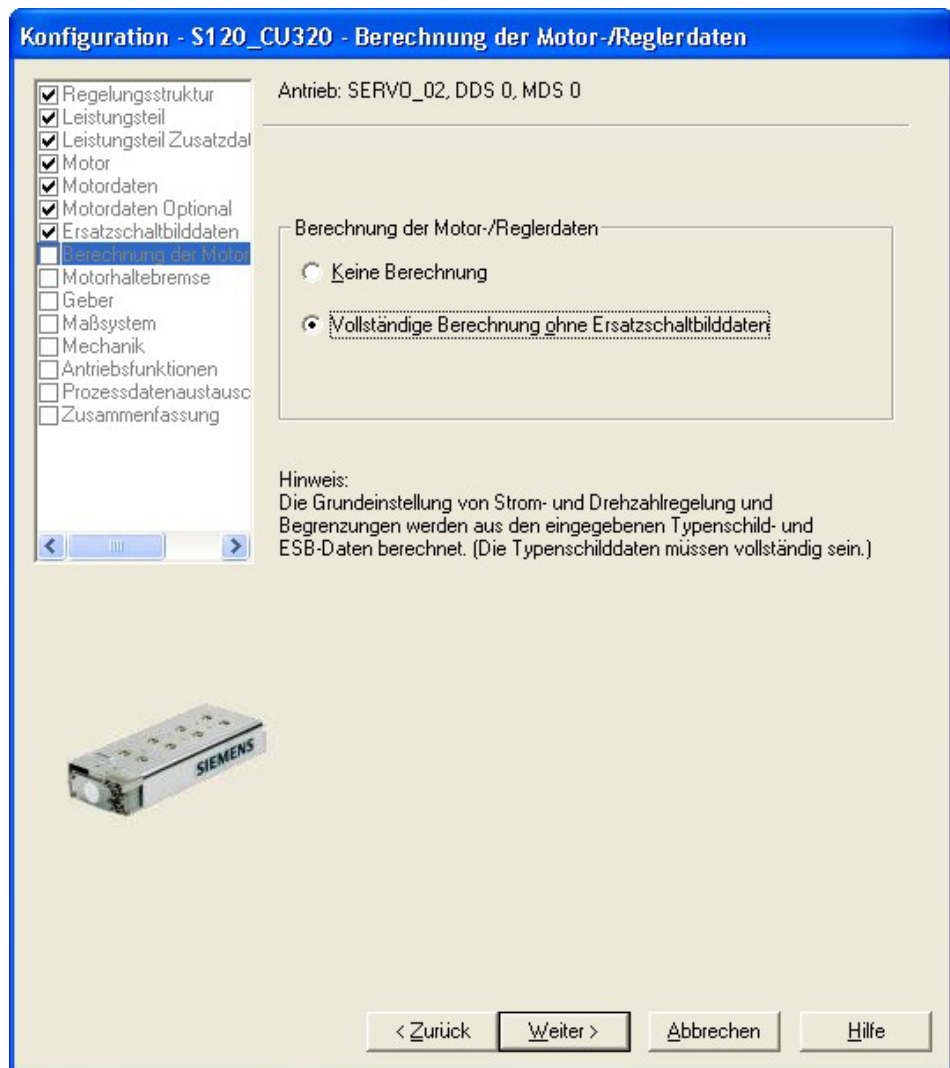 Konfiguration - S120_CU320 - Berechnung der Motor-/Reglerdaten
Regelungsstruktur
Leistungsteil
Leistungsteil Zusatzdat
Motor
Motordaten
Motordaten Optional
Ersatzschaltbilddaten
Berechnung der Motor
Motorhaltebremse
Geber
Maßsystem
Mechanik
Antriebsfunktionen
Prozessdatenaustausc
Zusammenfassung
Antrieb: SERVO_02, DDS 0, MDS 0
Berechnung der Motor-/Reglerdaten
Keine Berechnung
Vollständige Berechnung ohne Ersatzschaltbilddaten
Hinweis:
Die Grundeinstellung von Strom- und Drehzahlregelung und
Begrenzungen werden aus den eingegebenen Typenschild- und
ESB-Daten berechnet. (Die Typenschilddaten müssen vollständig sein.)
SIEMENS
< Zurück
Weiter >
Abbrechen
Hilfe